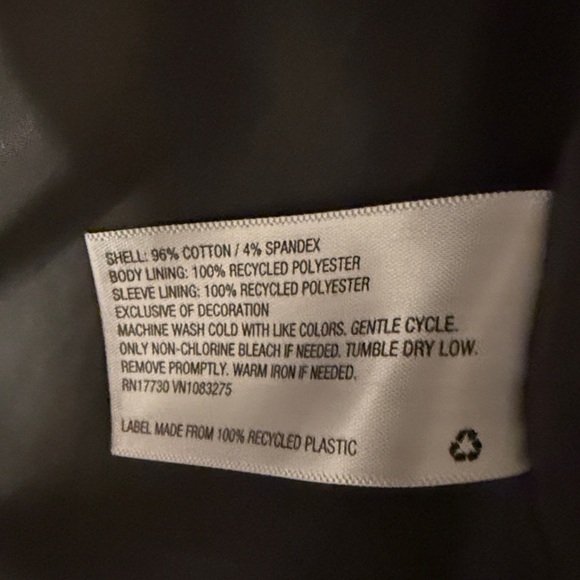 SHELL: 96% COTTON / 4% SPANDEX
BODY LINING: 100% RECYCLED POLYESTER
SLEEVE LINING: 100% RECYCLED POLYESTER
EXCLUSIVE OF DECORATION
MACHINE WASH COLD WITH LIKE COLORS. GENTLE CYCLE.
ONLY NON-CHLORINE BLEACH IF NEEDED. TUMBLE DRY LOW.
REMOVE PROMPTLY. WARM IRON IF NEEDED.
RN17730 VN1083275
LABEL MADE FROM 100% RECYCLED PLASTIC